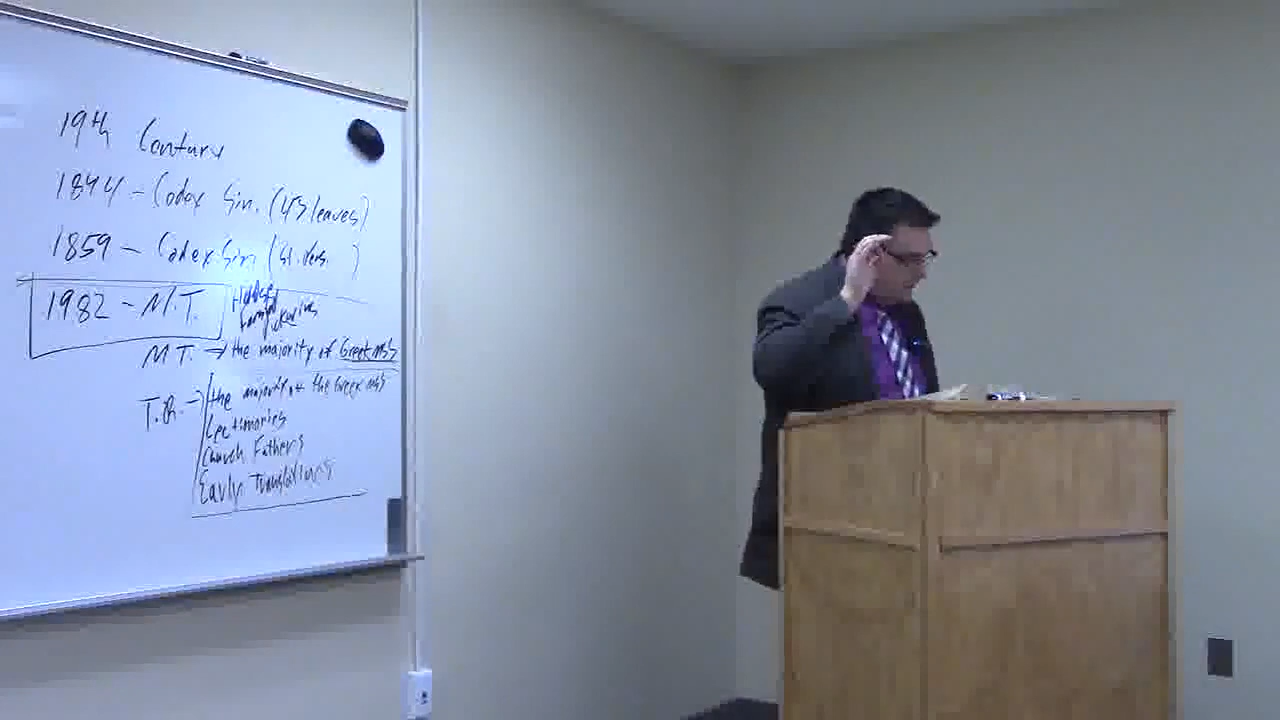 19th Century
1844 - Codex Sin. (43 leaves)
1859 - Codex Sin (
1982 - M.T. Hodges
Farstad
M.T. → the majority of Greek MSS
T.R. → the majority of the Greek MSS
Lectionaries
Church Fathers
Early Translations